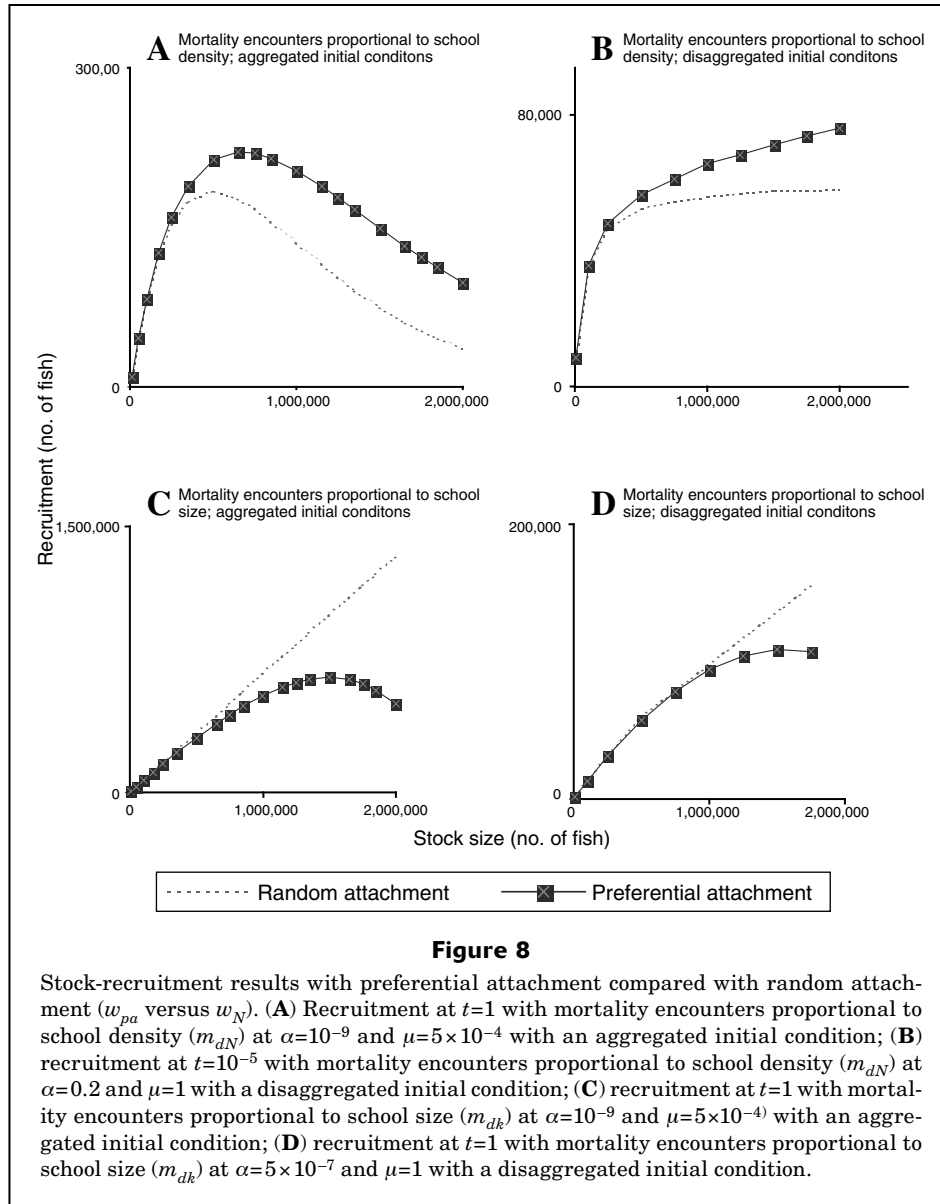 A Mortality encounters proportional to school
density; aggregated initial conditons
300,00
0
0
1,000,000
2,000,000
B Mortality encounters proportional to school
density; disaggregated initial conditions
80,000
0
0
1,000,000
2,000,000
Recruitment (no. of fish)
C Mortality encounters proportional to school
size; aggregated initial conditons
1,500,000
0
0
1,000,000
2,000,000
D Mortality encounters proportional to school
size; disaggregated initial conditions
200,000
0
0
1,000,000
2,000,000
Stock size (no. of fish)
Random attachment
Preferential attachment
Figure 8
Stock-recruitment results with preferential attachment compared with random attach-
ment (w_pa versus w_N). (A) Recruitment at t=1 with mortality encounters proportional to
school density (m_dN) at α=10⁻⁹ and μ=5×10⁻⁴ with an aggregated initial condition; (B)
recruitment at t=10⁻⁵ with mortality encounters proportional to school density (m_dN) at
α=0.2 and μ=1 with a disaggregated initial condition; (C) recruitment at t=1 with mortal-
ity encounters proportional to school size (m_dk) at α=10⁻⁹ and μ=5×10⁻⁴⁾ with an aggre-
gated initial condition; (D) recruitment at t=1 with mortality encounters proportional to
school size (m_dk) at α=5×10⁻⁷ and μ=1 with a disaggregated initial condition.